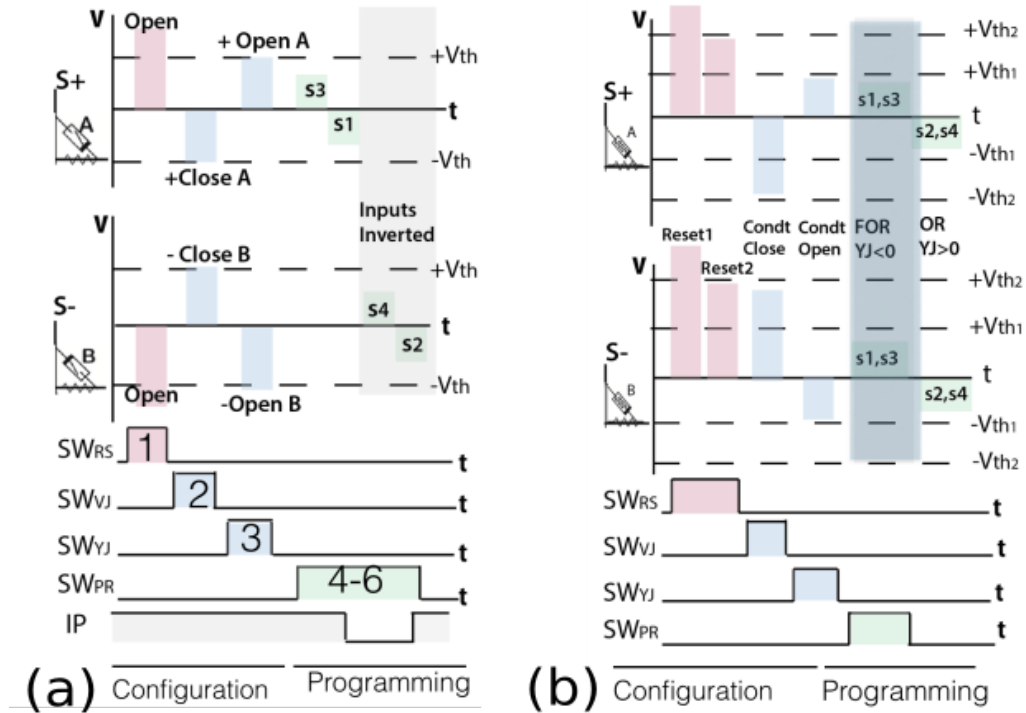 V
Open
+ Open A
+Vth
S+
s3
t
A
s1
-Vth
+Close A
V
Inputs
Inverted
- Close B
+Vth
S-
s4
t
B
s2
-Vth
Open
-Open B
SWRS
1
t
SWVJ
2
t
SWYJ
3
t
SWPR
4-6
t
IP
(a)
Configuration
Programming
V
+Vth2
+Vth1
S+
s1,s3
t
A
s2,s4
-Vth1
-Vth2
Reset1
Condt
Close
Condt
Open
FOR
YJ<0
OR
YJ>0
V
Reset2
+Vth2
+Vth1
S-
s1,s3
t
B
s2,s4
-Vth1
-Vth2
SWRS
t
SWVJ
t
SWYJ
t
SWPR
t
(b)
Configuration
Programming